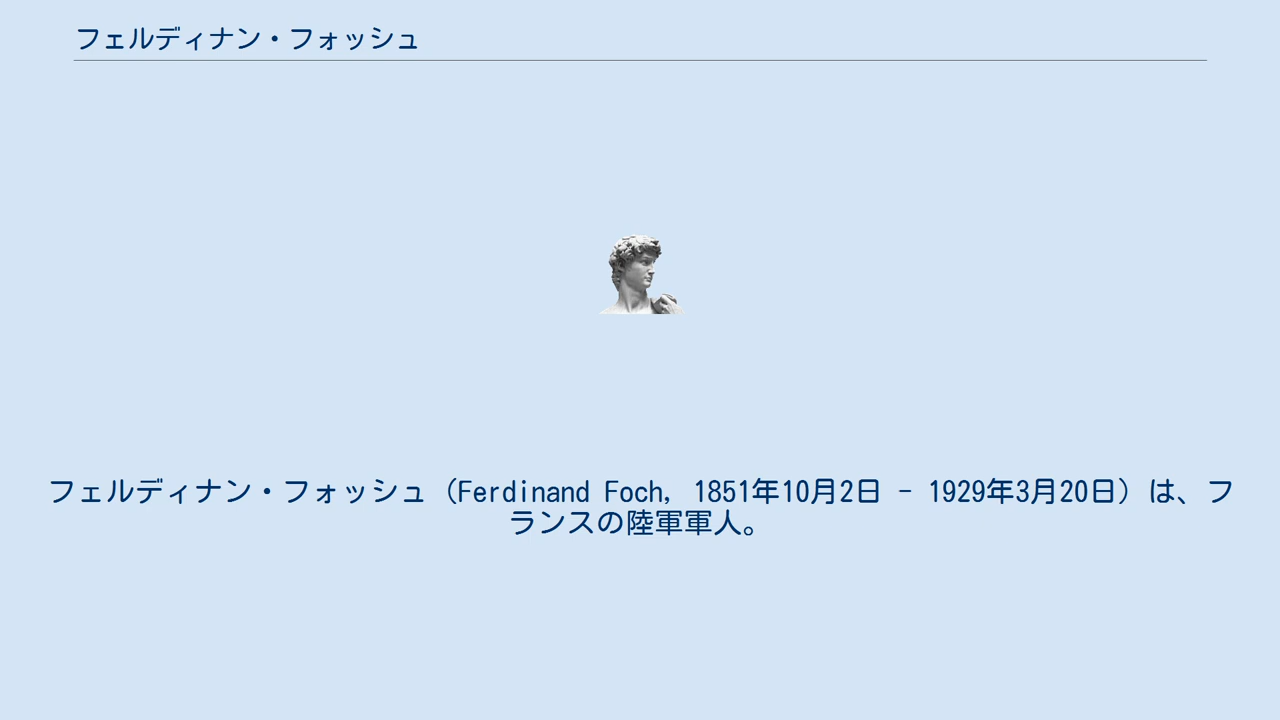 フェルディナン・フォッシュ
フェルディナン・フォッシュ（Ferdinand Foch, 1851年10月2日 - 1929年3月20日）は、フ
ランスの陸軍軍人。